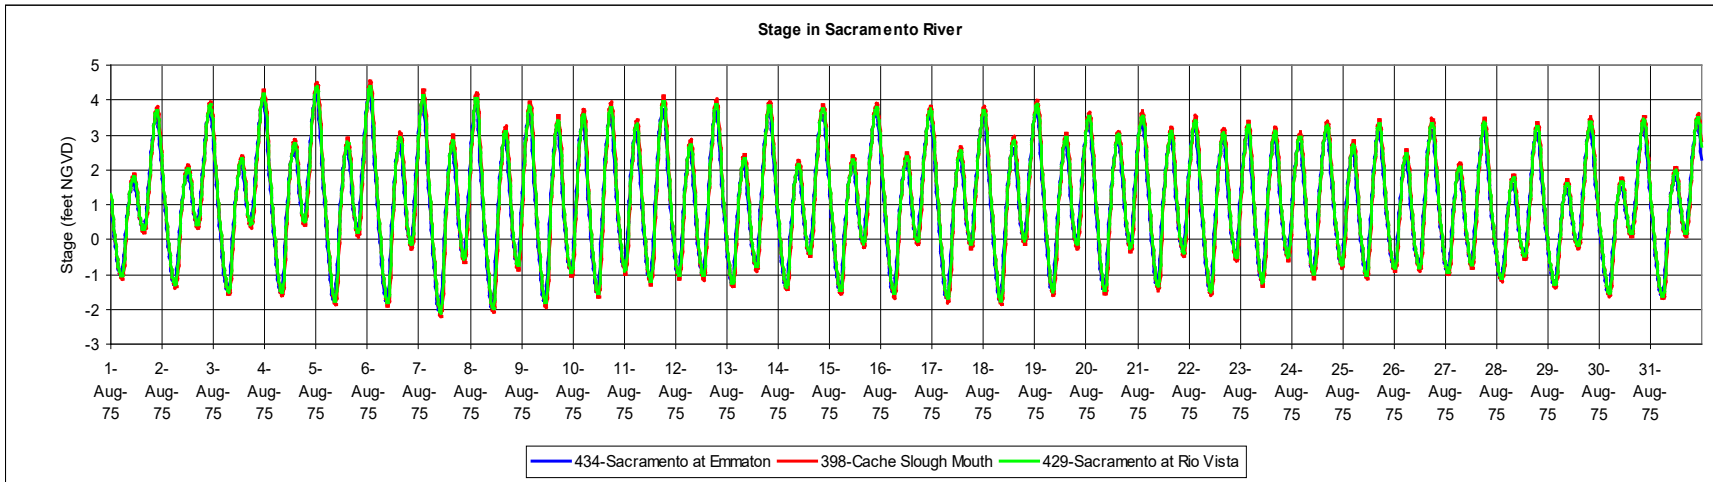 Stage in Sacramento River
Stage (feet NGVD)
5
4
3
2
1
0
-1
-2
-3
1- 2- 3- 4- 5- 6- 7- 8- 9- 10- 11- 12- 13- 14- 15- 16- 17- 18- 19- 20- 21- 22- 23- 24- 25- 26- 27- 28- 29- 30- 31-
Aug- Aug- Aug- Aug- Aug- Aug- Aug- Aug- Aug- Aug- Aug- Aug- Aug- Aug- Aug- Aug- Aug- Aug- Aug- Aug- Aug- Aug- Aug- Aug- Aug- Aug- Aug- Aug- Aug- Aug- Aug-
75 75 75 75 75 75 75 75 75 75 75 75 75 75 75 75 75 75 75 75 75 75 75 75 75 75 75 75 75 75 75
434-Sacramento at Emmaton 398-Cache Slough Mouth 429-Sacramento at Rio Vista